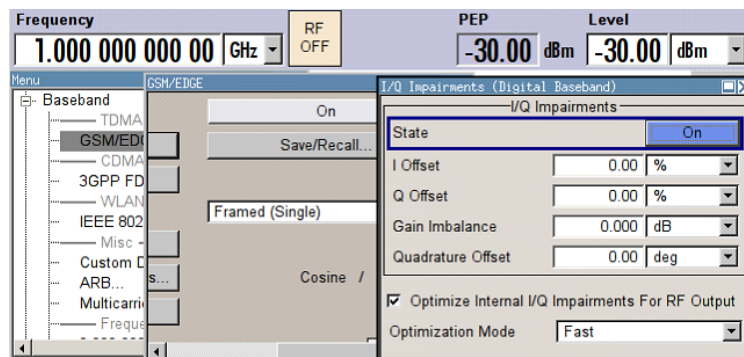 Frequency
PEP
Level
1.000 000 000 00 GHz
RF OFF
-30.00 dBm
-30.00 dBm
Menu
Baseband
TDMA
GSM/EDG
CDMA
3GPP FD
WLAN
IEEE 802
Misc
Custom D
ARB...
Multicarri
Freque
GSM/EDGE
On
Save/Recall...
Framed (Single)
s...
Cosine /
I/Q Impairments (Digital Baseband)
I/Q Impairments
State On
I Offset 0.00 %
Q Offset 0.00 %
Gain Imbalance 0.000 dB
Quadrature Offset 0.00 deg
Optimize Internal I/Q Impairments For RF Output
Optimization Mode Fast